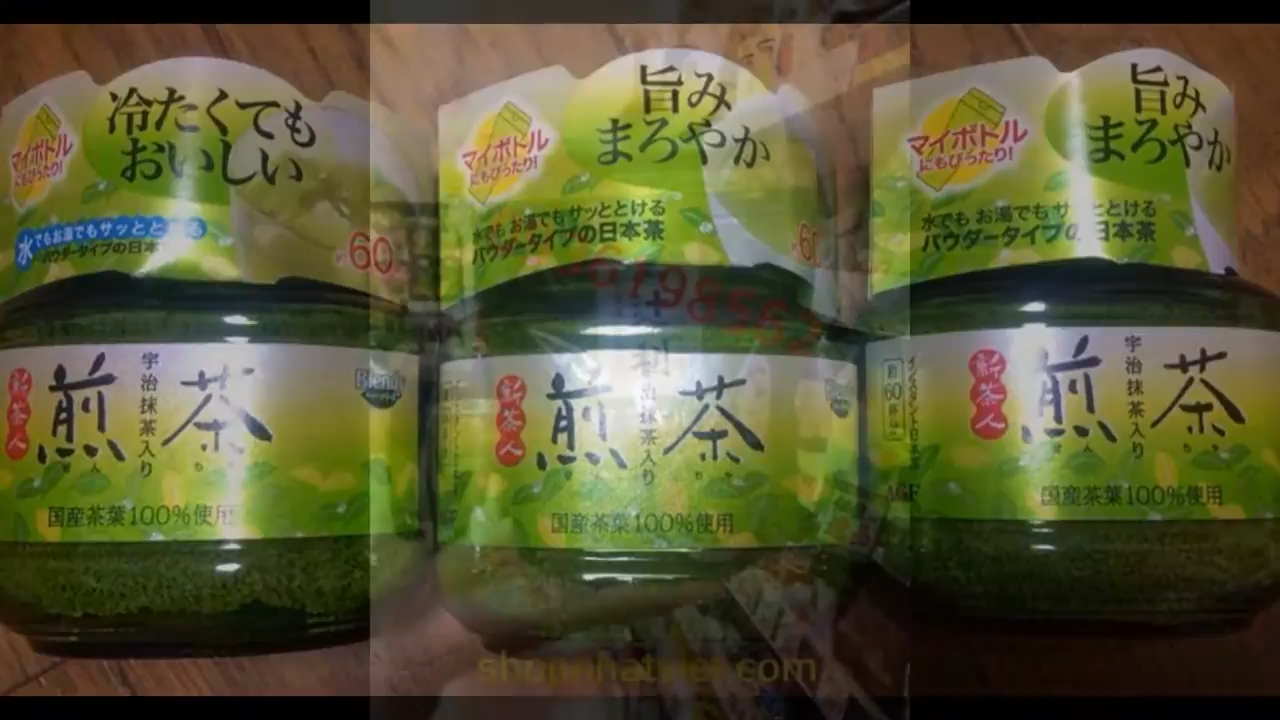 冷たくても
おいしい
マイボトル
にもぴったり!
水でもお湯でもサッととける
パウダータイプの日本茶
約60
新茶人
煎茶
宇治抹茶入り
Blendy
国産茶葉100%使用
旨み
まろやか
マイボトル
にもぴったり!
水でも お湯でもサッととける
パウダータイプの日本茶
新茶人
煎茶
宇治抹茶入り
国産茶葉100%使用
旨み
まろやか
マイボトル
にもぴったり!
水でも お湯でもサッととける
パウダータイプの日本茶
約60杯分
インスタント日本茶
AGF
新茶人
煎茶
宇治抹茶入り
国産茶葉100%使用